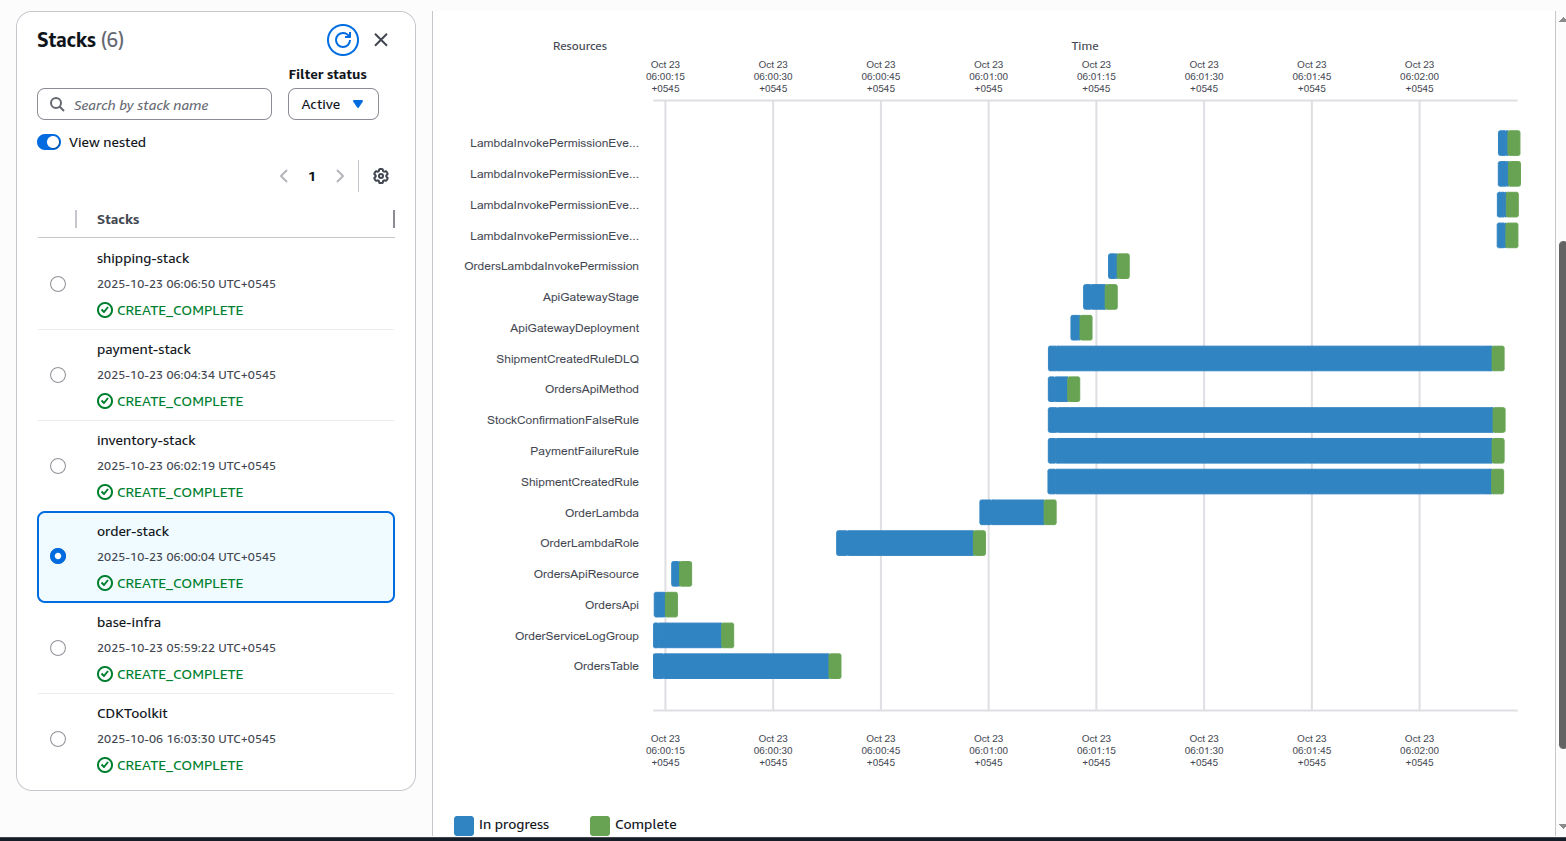 Stacks (6)
Filter status
Search by stack name
Active
View nested
1
Stacks
shipping-stack
2025-10-23 06:06:50 UTC+0545
CREATE_COMPLETE
payment-stack
2025-10-23 06:04:34 UTC+0545
CREATE_COMPLETE
inventory-stack
2025-10-23 06:02:19 UTC+0545
CREATE_COMPLETE
order-stack
2025-10-23 06:00:04 UTC+0545
CREATE_COMPLETE
base-infra
2025-10-23 05:59:22 UTC+0545
CREATE_COMPLETE
CDKToolkit
2025-10-06 16:03:30 UTC+0545
CREATE_COMPLETE
Resources Time
Oct 23 Oct 23 Oct 23 Oct 23 Oct 23 Oct 23 Oct 23 Oct 23
06:00:15 06:00:30 06:00:45 06:01:00 06:01:15 06:01:30 06:01:45 06:02:00
+0545 +0545 +0545 +0545 +0545 +0545 +0545 +0545
LambdaInvokePermissionEve...
LambdaInvokePermissionEve...
LambdaInvokePermissionEve...
LambdaInvokePermissionEve...
OrdersLambdaInvokePermission
ApiGatewayStage
ApiGatewayDeployment
ShipmentCreatedRuleDLQ
OrdersApiMethod
StockConfirmationFalseRule
PaymentFailureRule
ShipmentCreatedRule
OrderLambda
OrderLambdaRole
OrdersApiResource
OrdersApi
OrderServiceLogGroup
OrdersTable
Oct 23 Oct 23 Oct 23 Oct 23 Oct 23 Oct 23 Oct 23 Oct 23
06:00:15 06:00:30 06:00:45 06:01:00 06:01:15 06:01:30 06:01:45 06:02:00
+0545 +0545 +0545 +0545 +0545 +0545 +0545 +0545
In progress Complete